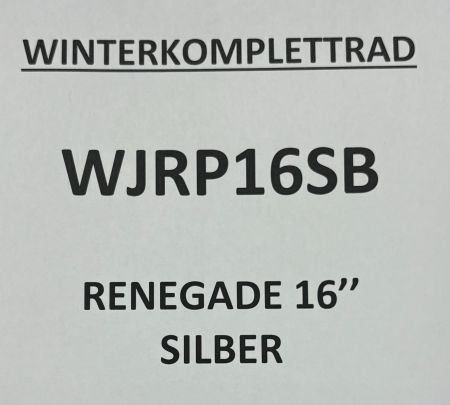 WINTERKOMPLETTRAD
WJRP16SB
RENEGADE 16’’
SILBER